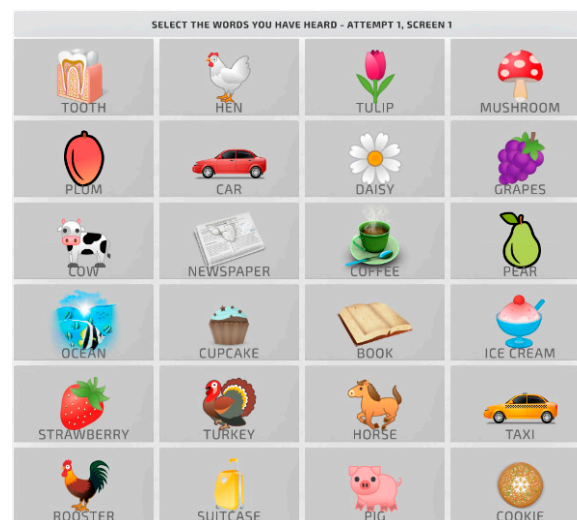 SELECT THE WORDS YOU HAVE HEARD - ATTEMPT 1, SCREEN 1
TOOTH HEN TULIP MUSHROOM
PLUM CAR DAISY GRAPES
COW NEWSPAPER COFFEE PEAR
OCEAN CUPCAKE BOOK ICE CREAM
STRAWBERRY TURKEY HORSE TAXI
ROOSTER SUITCASE PIG COOKIE